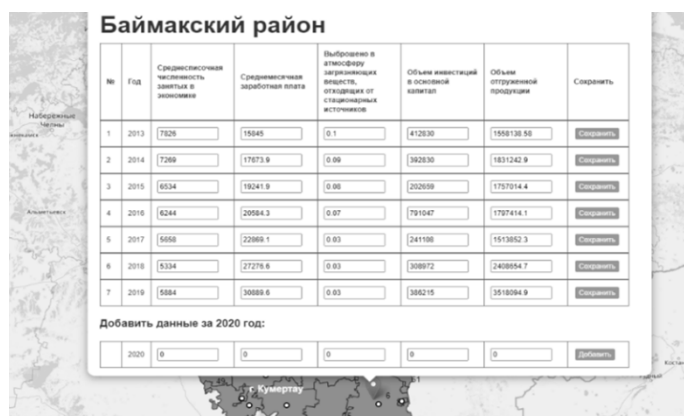 Баймакский район
№ Год Среднесписочная численность занятых в экономике Среднемесячная заработная плата Выброшено в атмосферу загрязняющих веществ, отходящих от стационарных источников Объем инвестиций в основной капитал Объем отгруженной продукции Сохранить
1 2013 7826 15845 0.1 412830 1558138.58 Сохранить
2 2014 7269 17673.9 0.09 392830 1831242.9 Сохранить
3 2015 6534 19241.9 0.08 202659 1757014.4 Сохранить
4 2016 6244 20584.3 0.07 791047 1797414.1 Сохранить
5 2017 5658 22869.1 0.03 241198 1513852.3 Сохранить
6 2018 5334 27276.6 0.03 308972 2408654.7 Сохранить
7 2019 5884 30889.6 0.03 386215 3518094.9 Сохранить
Добавить данные за 2020 год:
2020 0 0 0 0 0 Добавить
Набережные
Челны
Альметьевск
г. Кумертау
6